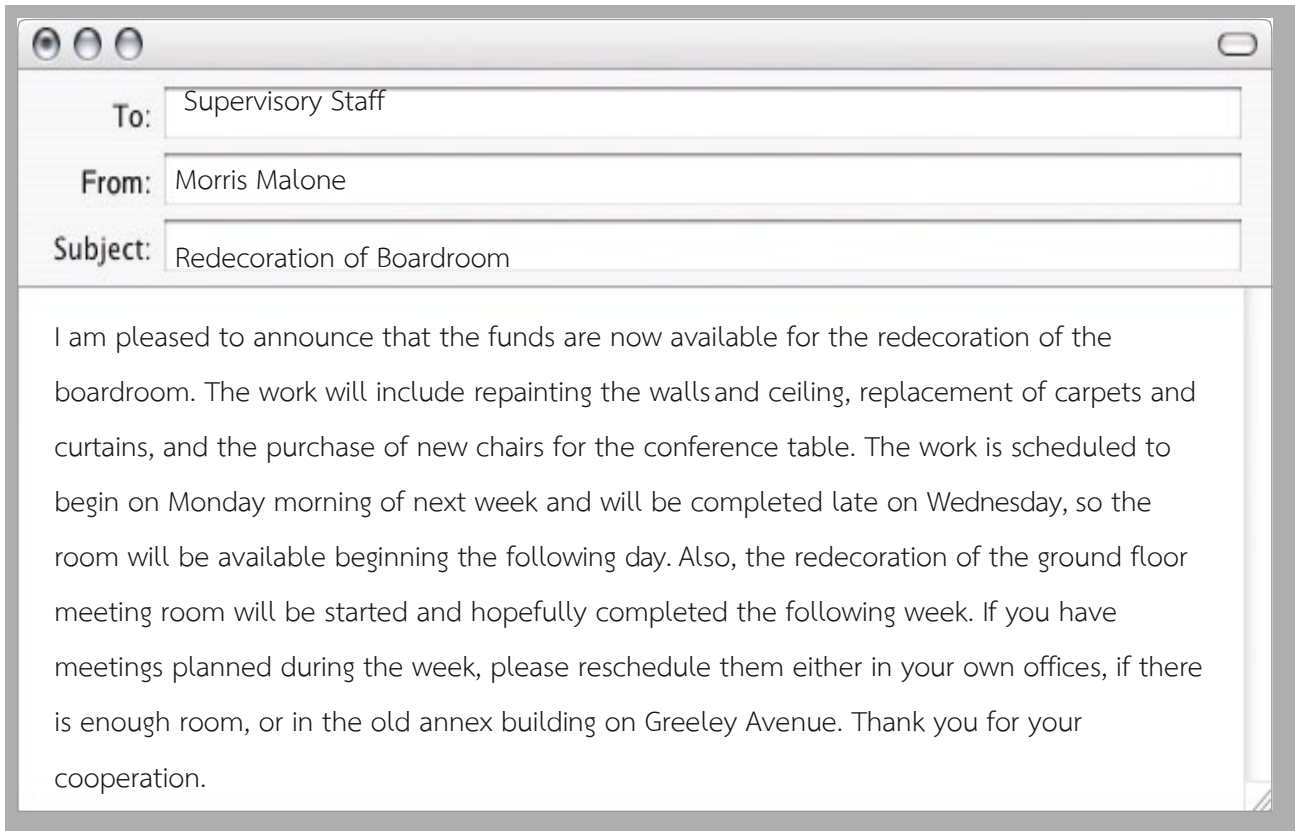 To: Supervisory Staff
From: Morris Malone
Subject: Redecoration of Boardroom
I am pleased to announce that the funds are now available for the redecoration of the
boardroom. The work will include repainting the walls and ceiling, replacement of carpets and
curtains, and the purchase of new chairs for the conference table. The work is scheduled to
begin on Monday morning of next week and will be completed late on Wednesday, so the
room will be available beginning the following day. Also, the redecoration of the ground floor
meeting room will be started and hopefully completed the following week. If you have
meetings planned during the week, please reschedule them either in your own offices, if there
is enough room, or in the old annex building on Greeley Avenue. Thank you for your
cooperation.